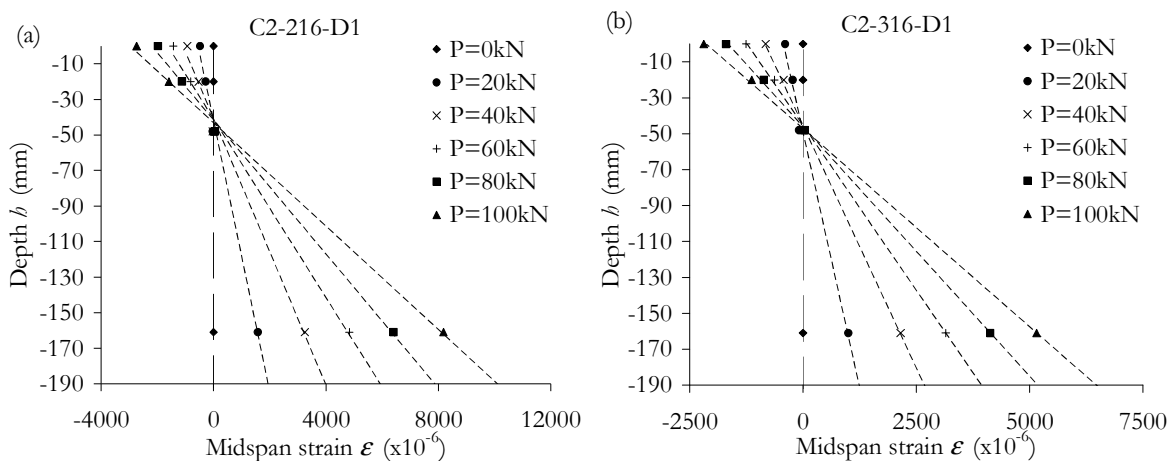 (a)
C2-216-D1
-10
-30
-50
-70
-90
-110
-130
-150
-170
-190
Depth h (mm)
P=0kN
P=20kN
P=40kN
P=60kN
P=80kN
P=100kN
-4000 0 4000 8000 12000
Midspan strain ε (x10⁻⁶)
(b)
C2-316-D1
-10
-30
-50
-70
-90
-110
-130
-150
-170
-190
Depth h (mm)
P=0kN
P=20kN
P=40kN
P=60kN
P=80kN
P=100kN
-2500 0 2500 5000 7500
Midspan strain ε (x10⁻⁶)